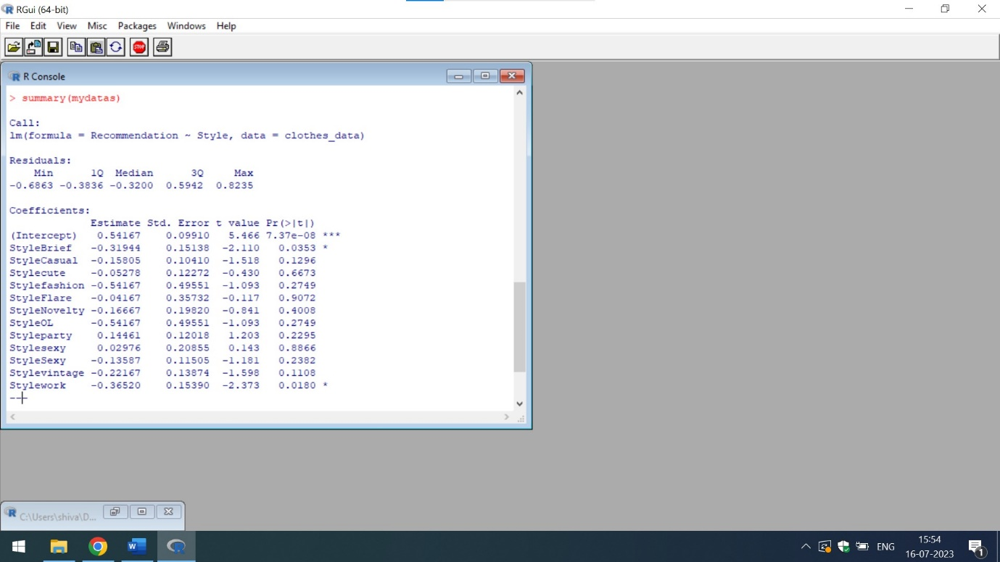 RGui (64-bit)
File Edit View Misc Packages Windows Help
STOP
R Console
> summary(mydatas)
Call:
lm(formula = Recommendation ~ Style, data = clothes_data)
Residuals:
Min 1Q Median 3Q Max
-0.6863 -0.3836 -0.3200 0.5942 0.8235
Coefficients:
Estimate Std. Error t value Pr(>|t|)
(Intercept) 0.54167 0.09910 5.466 7.37e-08 ***
StyleBrief -0.31944 0.15138 -2.110 0.0353 *
StyleCasual -0.15805 0.10410 -1.518 0.1296
Stylecute -0.05278 0.12272 -0.430 0.6673
Stylefashion -0.54167 0.49551 -1.093 0.2749
StyleFlare -0.04167 0.35732 -0.117 0.9072
StyleNovelty -0.16667 0.19820 -0.841 0.4008
StyleOL -0.54167 0.49551 -1.093 0.2749
Styleparty 0.14461 0.12018 1.203 0.2295
Stylesexy 0.02976 0.20855 0.143 0.8866
StyleSexy -0.13587 0.11505 -1.181 0.2382
Stylevintage -0.22167 0.13874 -1.598 0.1108
Stylework -0.36520 0.15390 -2.373 0.0180 *
C:\Users\shiva\D...
ENG
15:54
16-07-2023
1